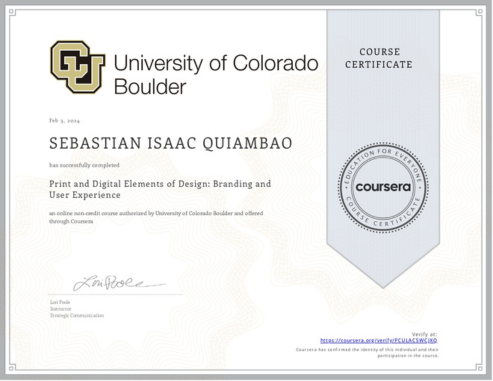 University of Colorado
Boulder
COURSE
CERTIFICATE
Feb 5, 2024
SEBASTIAN ISAAC QUIAMBAO
has successfully completed
Print and Digital Elements of Design: Branding and
User Experience
an online non-credit course authorized by University of Colorado Boulder and offered
through Coursera
EDUCATION FOR EVERYONE
coursera
COURSE CERTIFICATE
Lori Poole
Instructor
Strategic Communication
Verify at:
https://coursera.org/verify/
Coursera has confirmed the identity of this individual and their
participation in the course.